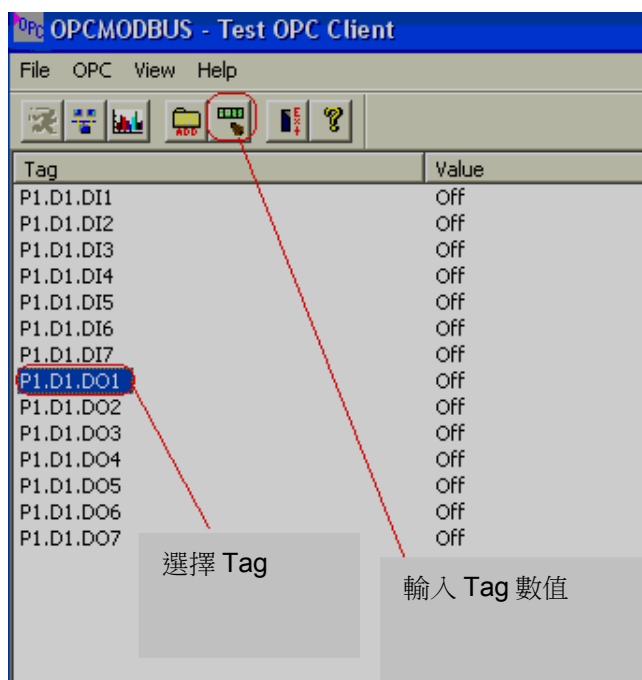 OPC OPCMODBUS - Test OPC Client
File OPC View Help
ADD EXIT ?
Tag Value
P1.D1.DI1 Off
P1.D1.DI2 Off
P1.D1.DI3 Off
P1.D1.DI4 Off
P1.D1.DI5 Off
P1.D1.DI6 Off
P1.D1.DI7 Off
P1.D1.DO1 Off
P1.D1.DO2 Off
P1.D1.DO3 Off
P1.D1.DO4 Off
P1.D1.DO5 Off
P1.D1.DO6 Off
P1.D1.DO7 Off
選擇 Tag
輸入 Tag 數值